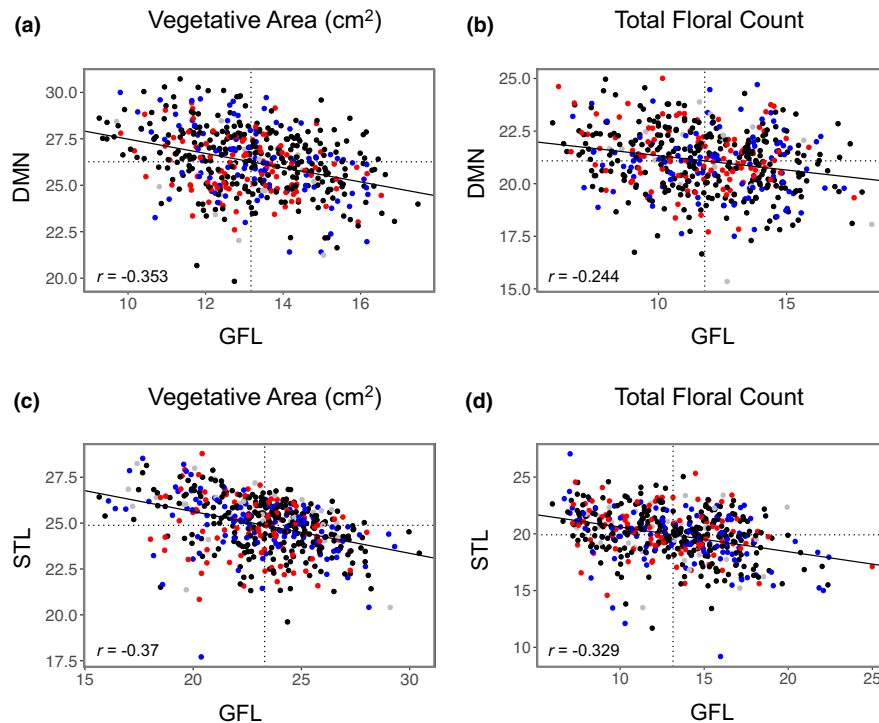 (a) Vegetative Area (cm²)
DMN
30.0
27.5
25.0
22.5
20.0
r = -0.353
10 12 14 16
GFL
(b) Total Floral Count
DMN
25.0
22.5
20.0
17.5
15.0
r = -0.244
10 15
GFL
(c) Vegetative Area (cm²)
STL
27.5
25.0
22.5
20.0
17.5
r = -0.37
15 20 25 30
GFL
(d) Total Floral Count
STL
25
20
15
10
r = -0.329
10 15 20 25
GFL